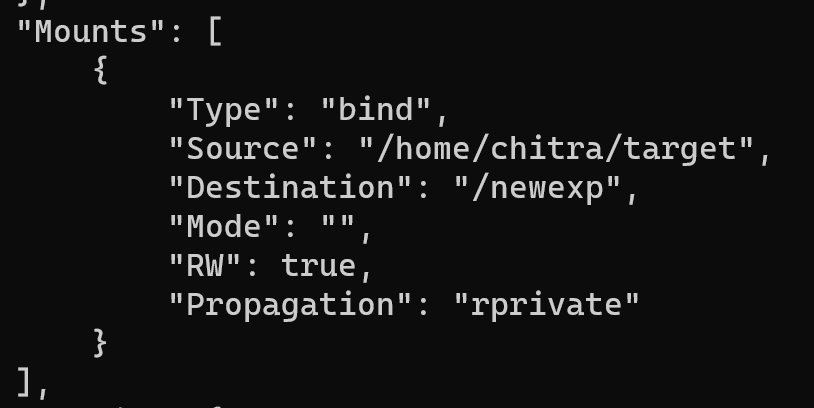 "Mounts": [
{
"Type": "bind",
"Source": "/home/chitra/target",
"Destination": "/newexp",
"Mode": "",
"RW": true,
"Propagation": "rprivate"
}
],